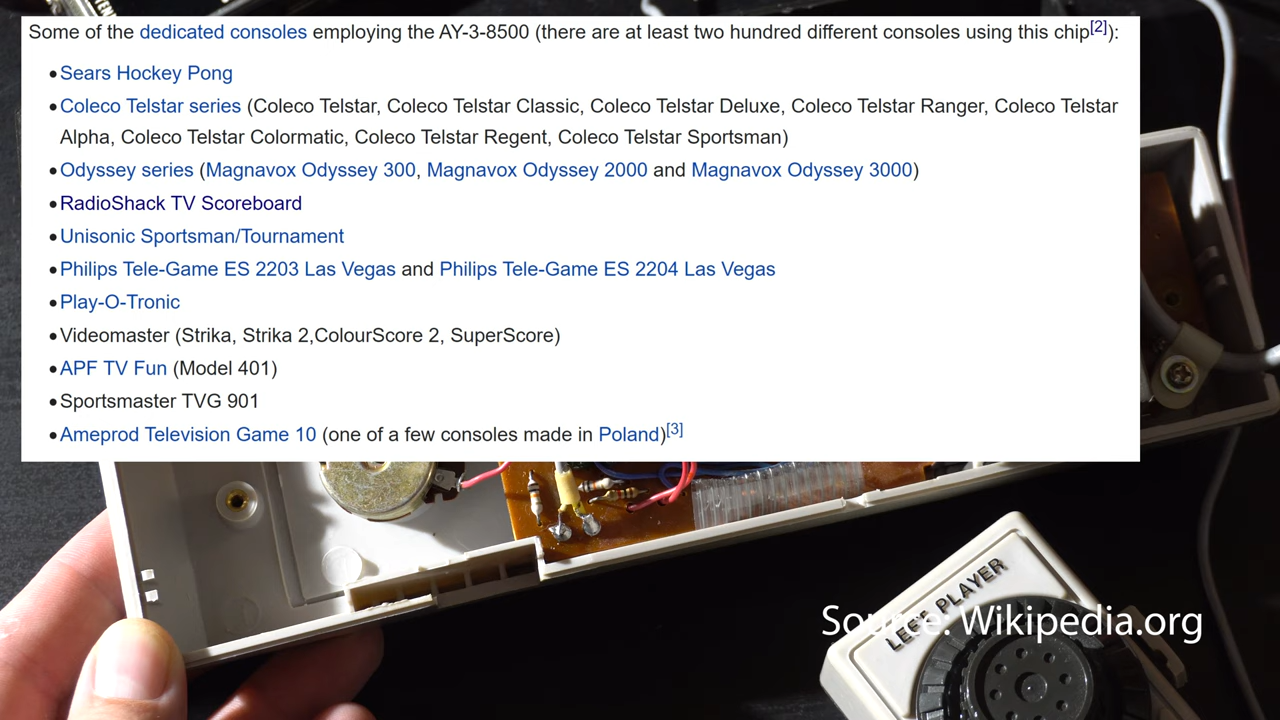 Some of the dedicated consoles employing the AY-3-8500 (there are at least two hundred different consoles using this chip[2]):
•Sears Hockey Pong
•Coleco Telstar series (Coleco Telstar, Coleco Telstar Classic, Coleco Telstar Deluxe, Coleco Telstar Ranger, Coleco Telstar
Alpha, Coleco Telstar Colormatic, Coleco Telstar Regent, Coleco Telstar Sportsman)
•Odyssey series (Magnavox Odyssey 300, Magnavox Odyssey 2000 and Magnavox Odyssey 3000)
•RadioShack TV Scoreboard
•Unisonic Sportsman/Tournament
•Philips Tele-Game ES 2203 Las Vegas and Philips Tele-Game ES 2204 Las Vegas
•Play-O-Tronic
•Videomaster (Strika, Strika 2,ColourScore 2, SuperScore)
•APF TV Fun (Model 401)
•Sportsmaster TVG 901
•Ameprod Television Game 10 (one of a few consoles made in Poland)[3]
PLAYER
Source: Wikipedia.org